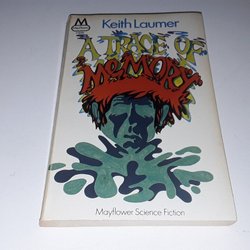 M
Keith Laumer
A TRACE OF
MEMORY
Mayflower Science Fiction